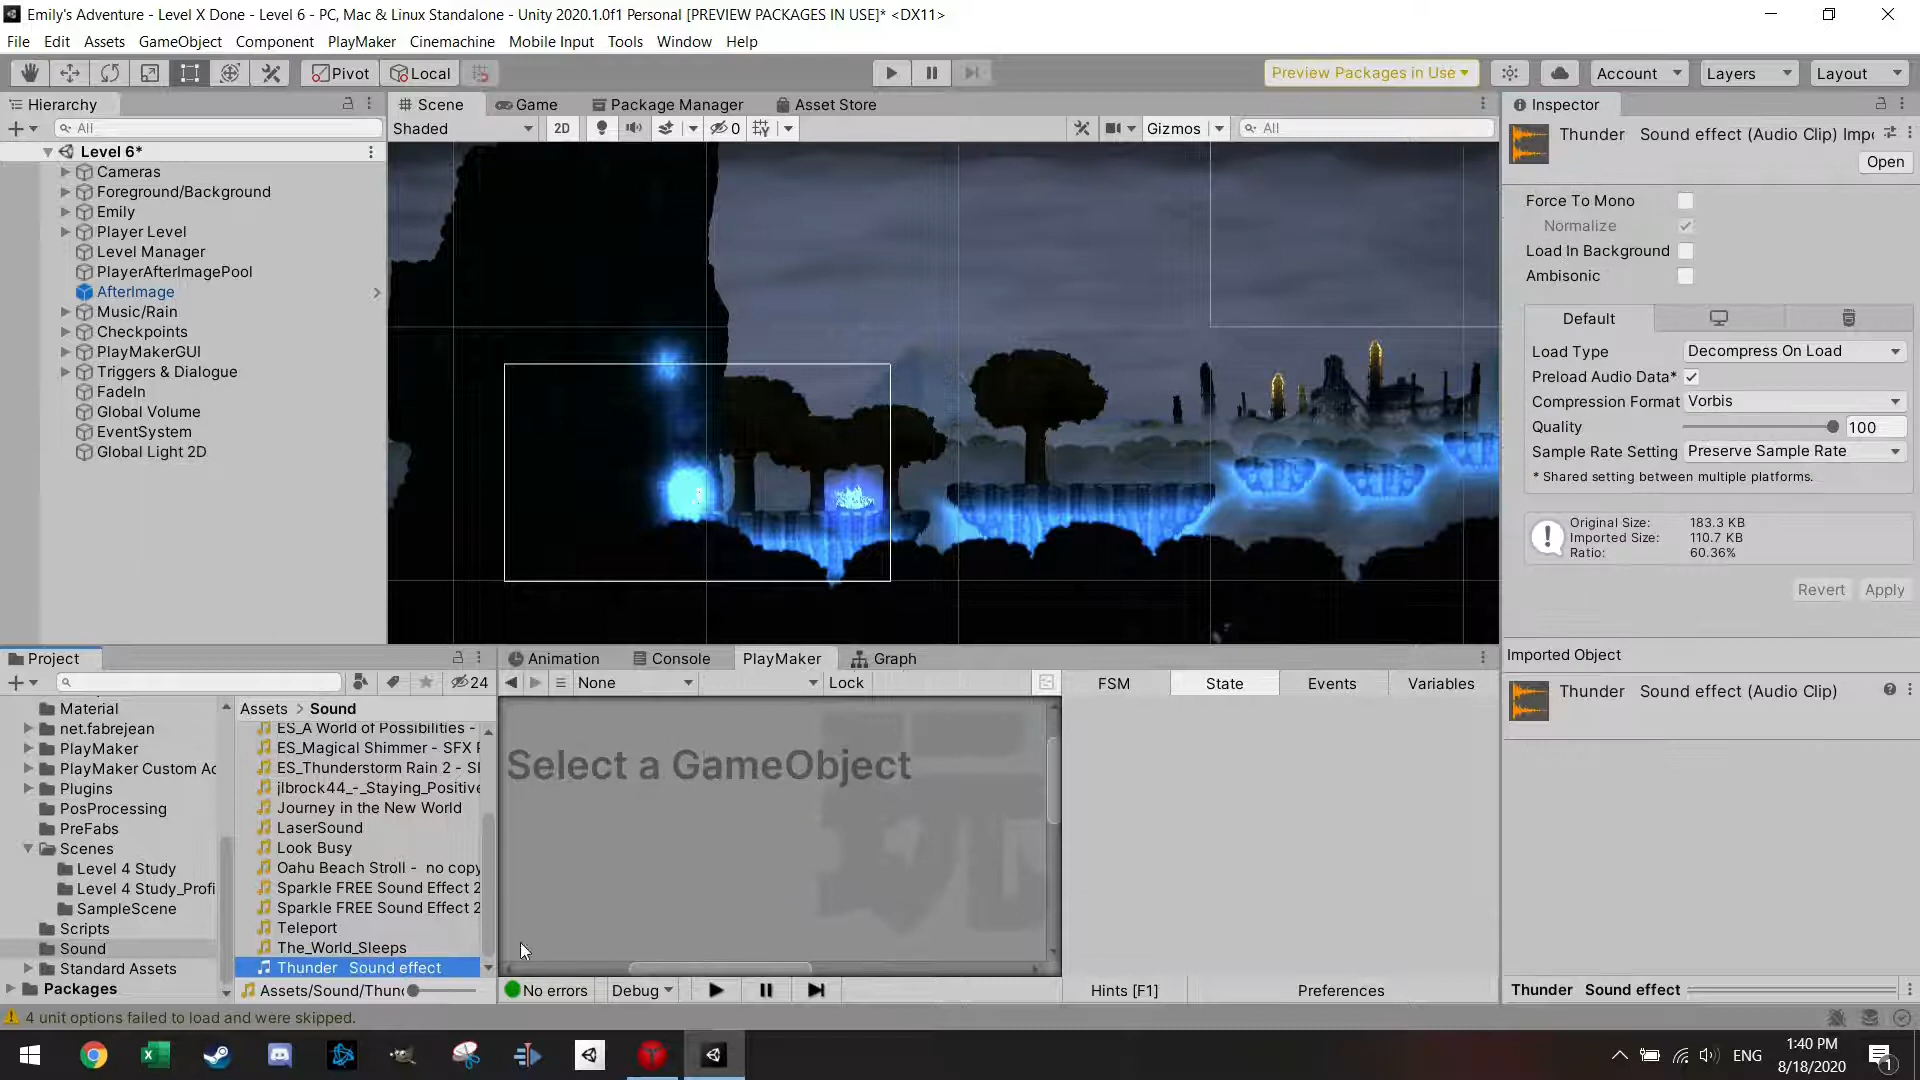 Emily's Adventure - Level X Done - Level 6 - PC, Mac & Linux Standalone - Unity 2020.1.0f1 Personal [PREVIEW PACKAGES IN USE]* <DX11>
File Edit Assets GameObject Component PlayMaker Cinemachine Mobile Input Tools Window Help
Pivot Local Preview Packages in Use Account Layers Layout
Hierarchy Scene Game Package Manager Asset Store Inspector
All Shaded 2D 0 Gizmos All
Level 6*
Cameras
Foreground/Background
Emily
Player Level
Level Manager
PlayerAfterImagePool
AfterImage
Music/Rain
Checkpoints
PlayMakerGUI
Triggers & Dialogue
FadeIn
Global Volume
EventSystem
Global Light 2D
Thunder Sound effect (Audio Clip) Impo
Open
Force To Mono
Normalize
Load In Background
Ambisonic
Default
Load Type Decompress On Load
Preload Audio Data*
Compression Format Vorbis
Quality 100
Sample Rate Setting Preserve Sample Rate
* Shared setting between multiple platforms.
Original Size: 183.3 KB
Imported Size: 110.7 KB
Ratio: 60.36%
Revert Apply
Imported Object
Thunder Sound effect (Audio Clip)
Project
24
Material
net.fabrejean
PlayMaker
PlayMaker Custom Ac
Plugins
PosProcessing
PreFabs
Scenes
Level 4 Study
Level 4 Study_Profi
SampleScene
Scripts
Sound
Standard Assets
Packages
Assets > Sound
ES_A World of Possibilities -
ES_Magical Shimmer - SFX P
ES_Thunderstorm Rain 2 - SI
jlbrock44_-_Staying_Positive
Journey in the New World
LaserSound
Look Busy
Oahu Beach Stroll - no copy
Sparkle FREE Sound Effect 2
Sparkle FREE Sound Effect 2
Teleport
The_World_Sleeps
Thunder Sound effect
Assets/Sound/Thund
Animation Console PlayMaker Graph
None Lock FSM State Events Variables
Select a GameObject
No errors Debug Hints [F1] Preferences
Thunder Sound effect
4 unit options failed to load and were skipped.
ENG
1:40 PM
8/18/2020
1